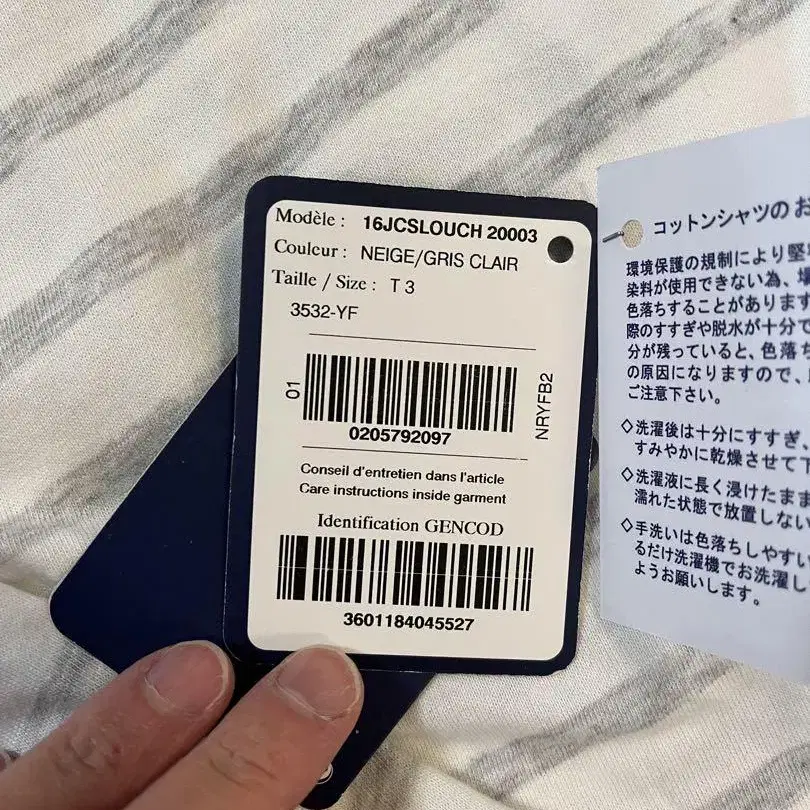 Modèle : 16JCSLOUCH 20003
Couleur : NEIGE/GRIS CLAIR
Taille / Size : T 3
3532-YF
01
0205792097
NRYFB2
Conseil d'entretien dans l'article
Care instructions inside garment
Identification GENCOD
3601184045527
コットンシャツのお
環境保護の規制により堅
染料が使用できない為、
色落ちすることがあります
際のすすぎや脱水が十分で
分が残っていると、色落ち
の原因になりますので、
ご注意下さい。
◇洗濯後は十分にすすぎ、
すみやかに乾燥させて下
◇洗濯液に長く浸けたまま
濡れた状態で放置しない
◇手洗いは色落ちしやすい
るだけ洗濯機でお洗濯し
ようお願いします。